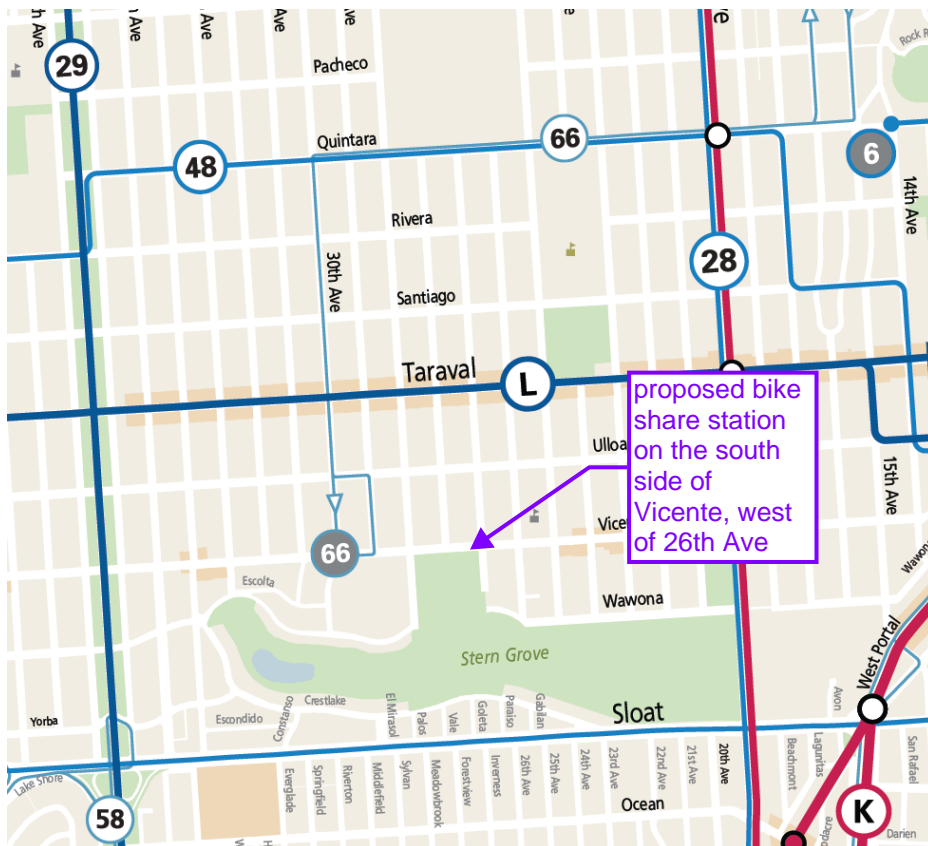 29
Pacheco
Rock R
Quintara
66
48
6
14th Ave
Rivera
28
30th Ave
Santiago
Taraval
L
proposed bike
share station
on the south
side of
Vicente, west
of 26th Ave
Ulloa
15th Ave
Vice
66
Escolta
Wawona
Wawona
Stern Grove
West Portal
Avon
Yorba
Escondido
Constanso
Crestlake
El Mirasol
Palos
Vale
Goleta
Paraiso
Gabilan
Sloat
Lake Shore
Everglade
Springfield
Riverton
Middlefield
Sylvan
Meadowbrook
Forestview
Inverness
26th Ave
25th Ave
24th Ave
23rd Ave
22nd Ave
21st Ave
20th Ave
Beachmont
Lagunitas
San Rafael
58
Ocean
K
Darien